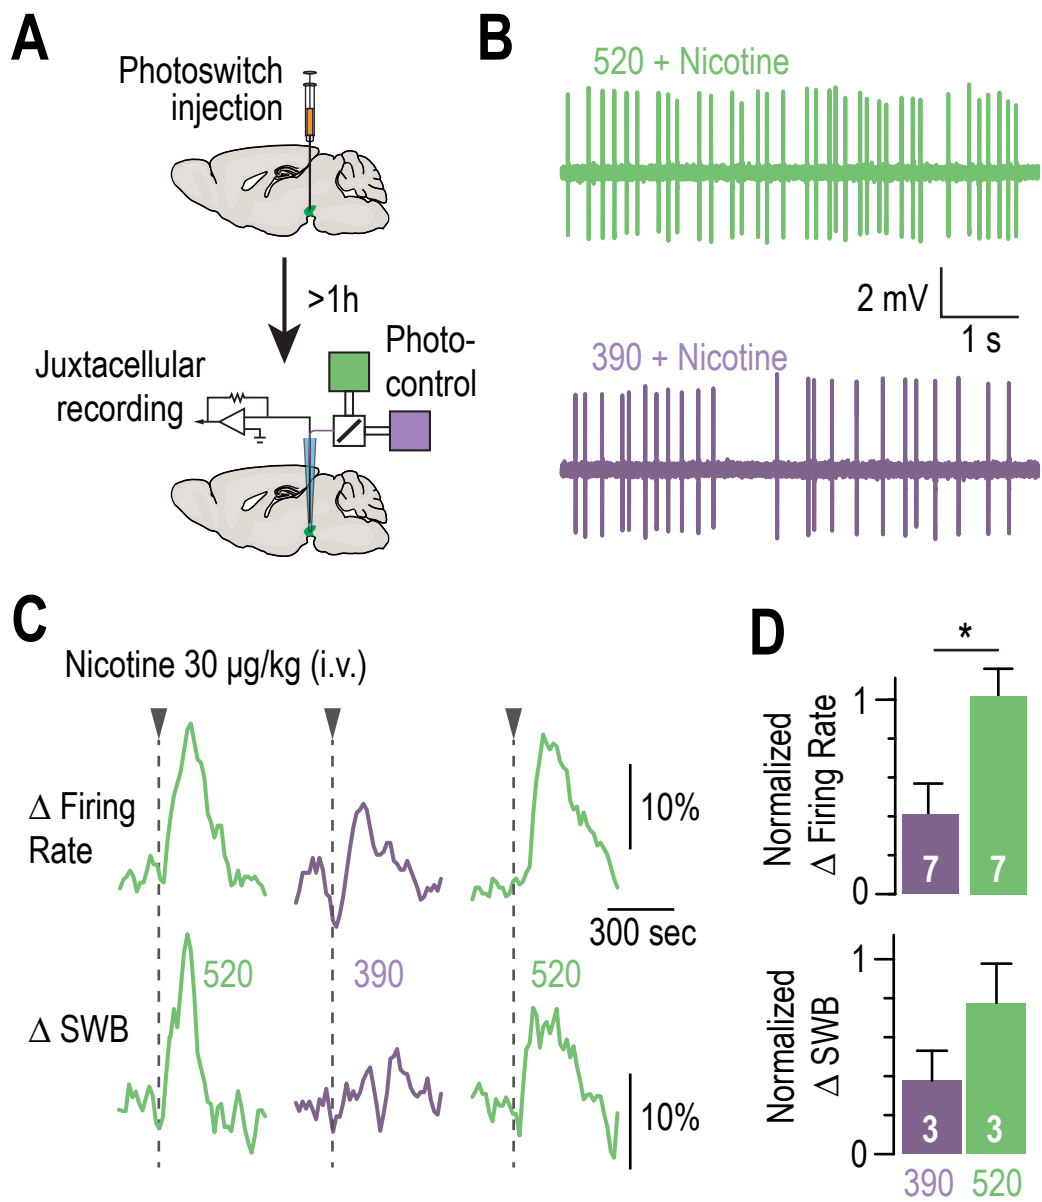 A
Photoswitch
injection
>1h
Juxtacellular
recording
Photo-
control
B
520 + Nicotine
2 mV
1 s
390 + Nicotine
C
Nicotine 30 µg/kg (i.v.)
Δ Firing
Rate
10%
300 sec
520
390
520
Δ SWB
10%
D
*
Normalized
Δ Firing Rate
1
0
7
7
Normalized
Δ SWB
1
0
3
3
390
520